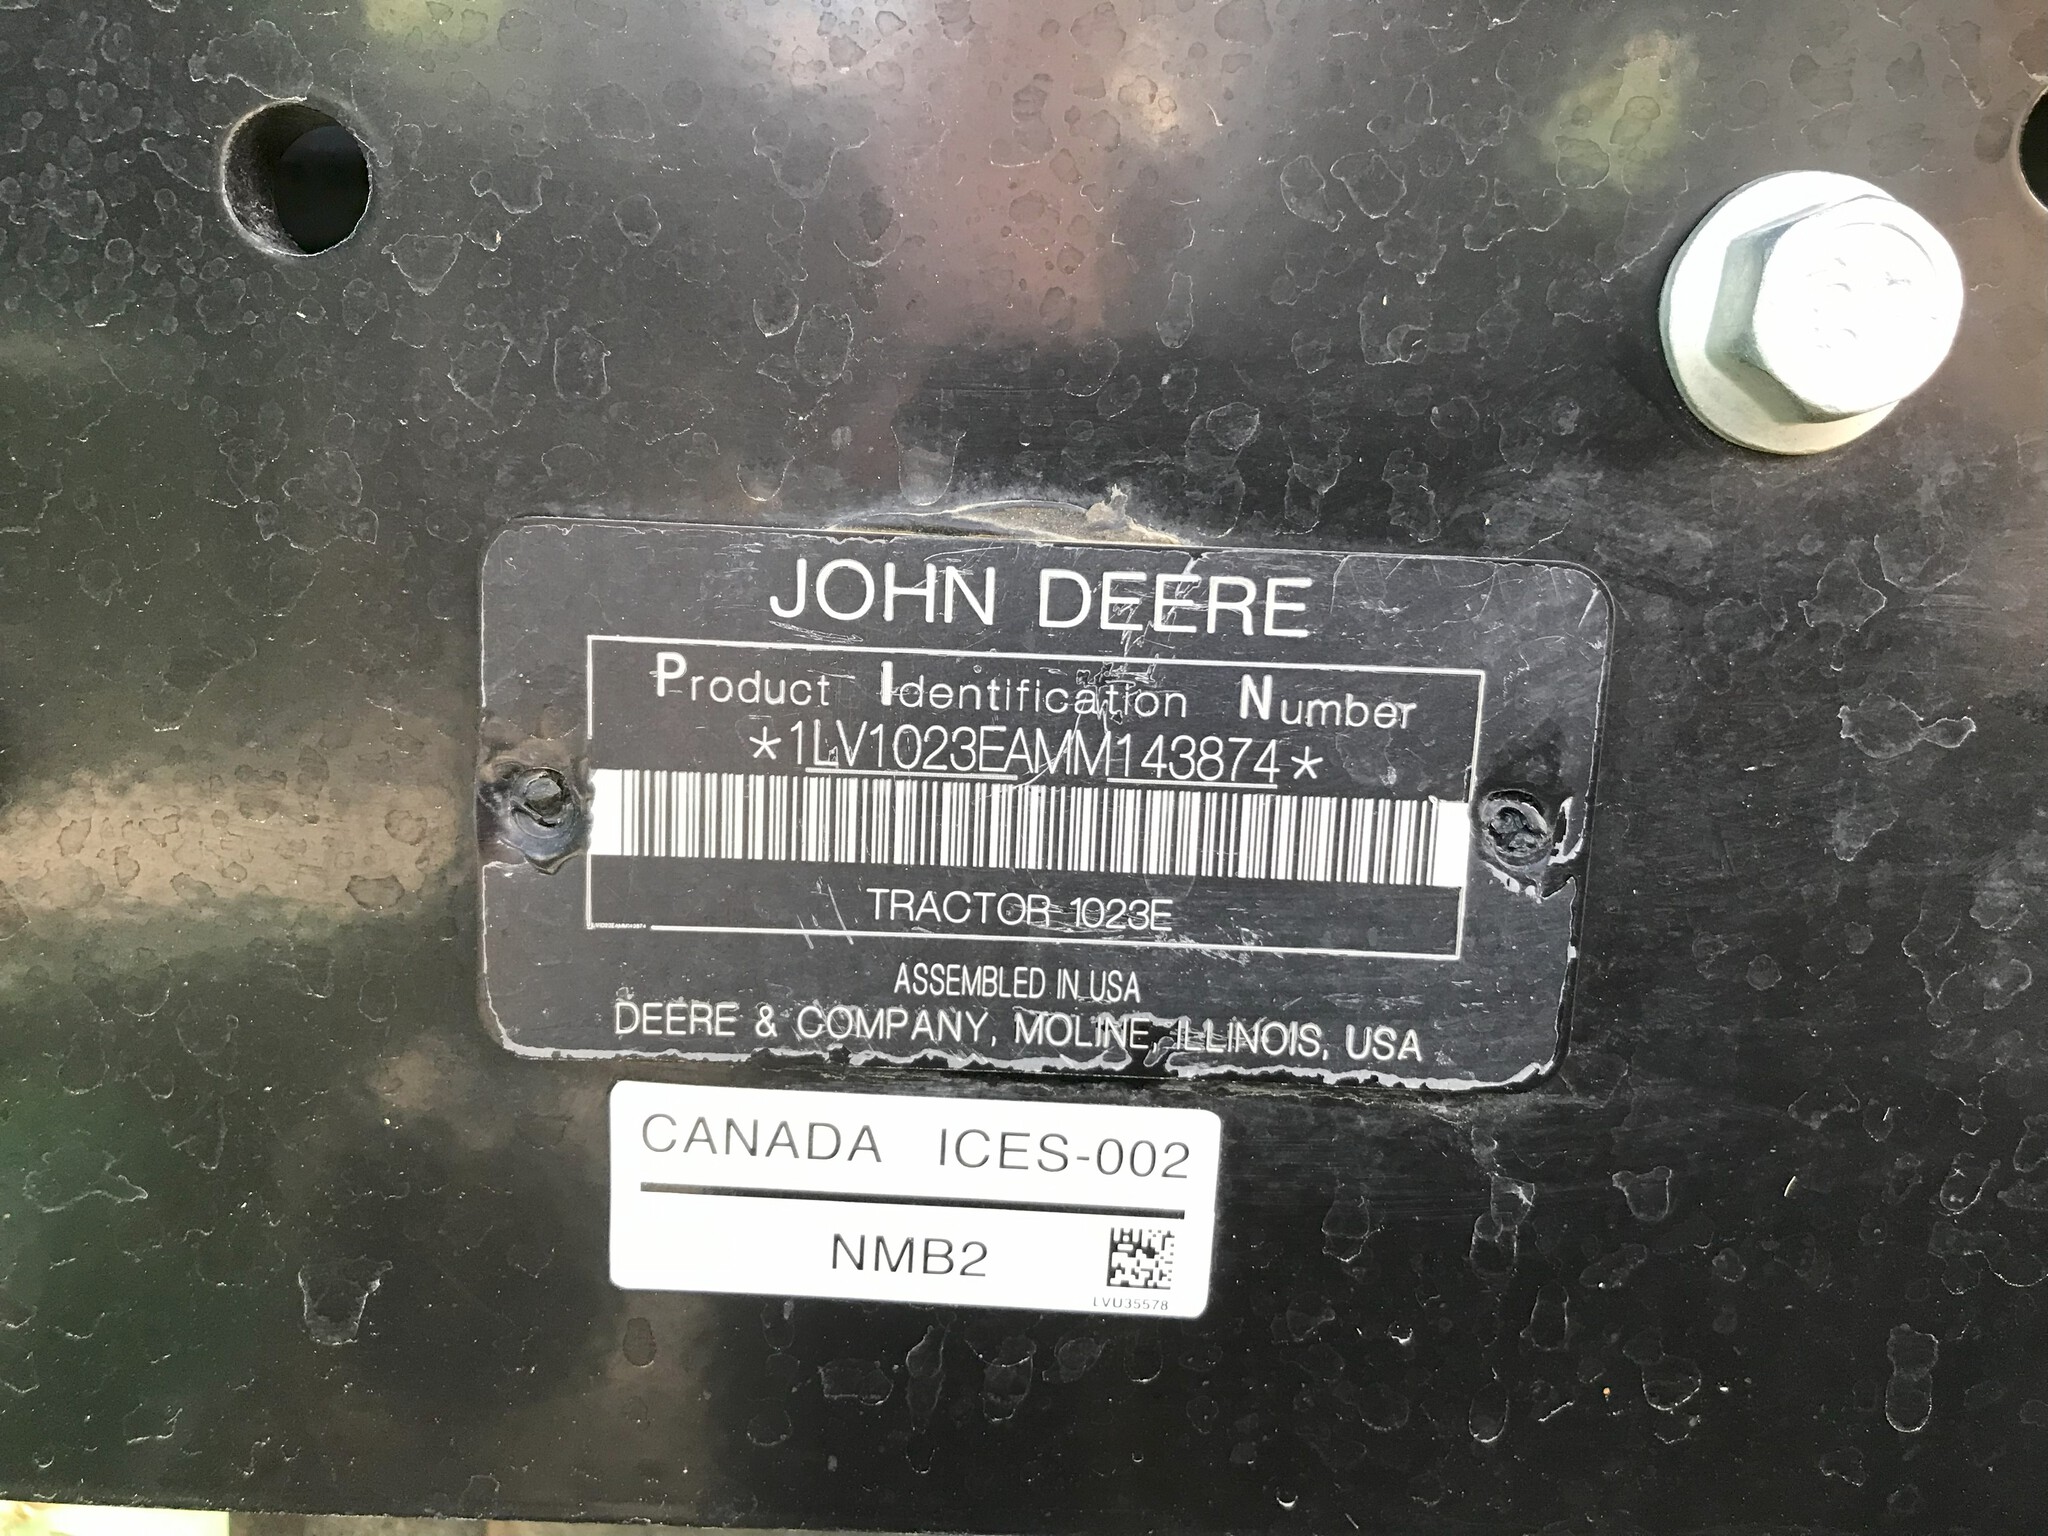 JOHN DEERE
Product Identification Number
*1LV1023EAMM143874*
TRACTOR 1023E
ASSEMBLED IN USA
DEERE & COMPANY, MOLINE, ILLINOIS, USA
CANADA ICES-002
NMB2
LVU35578